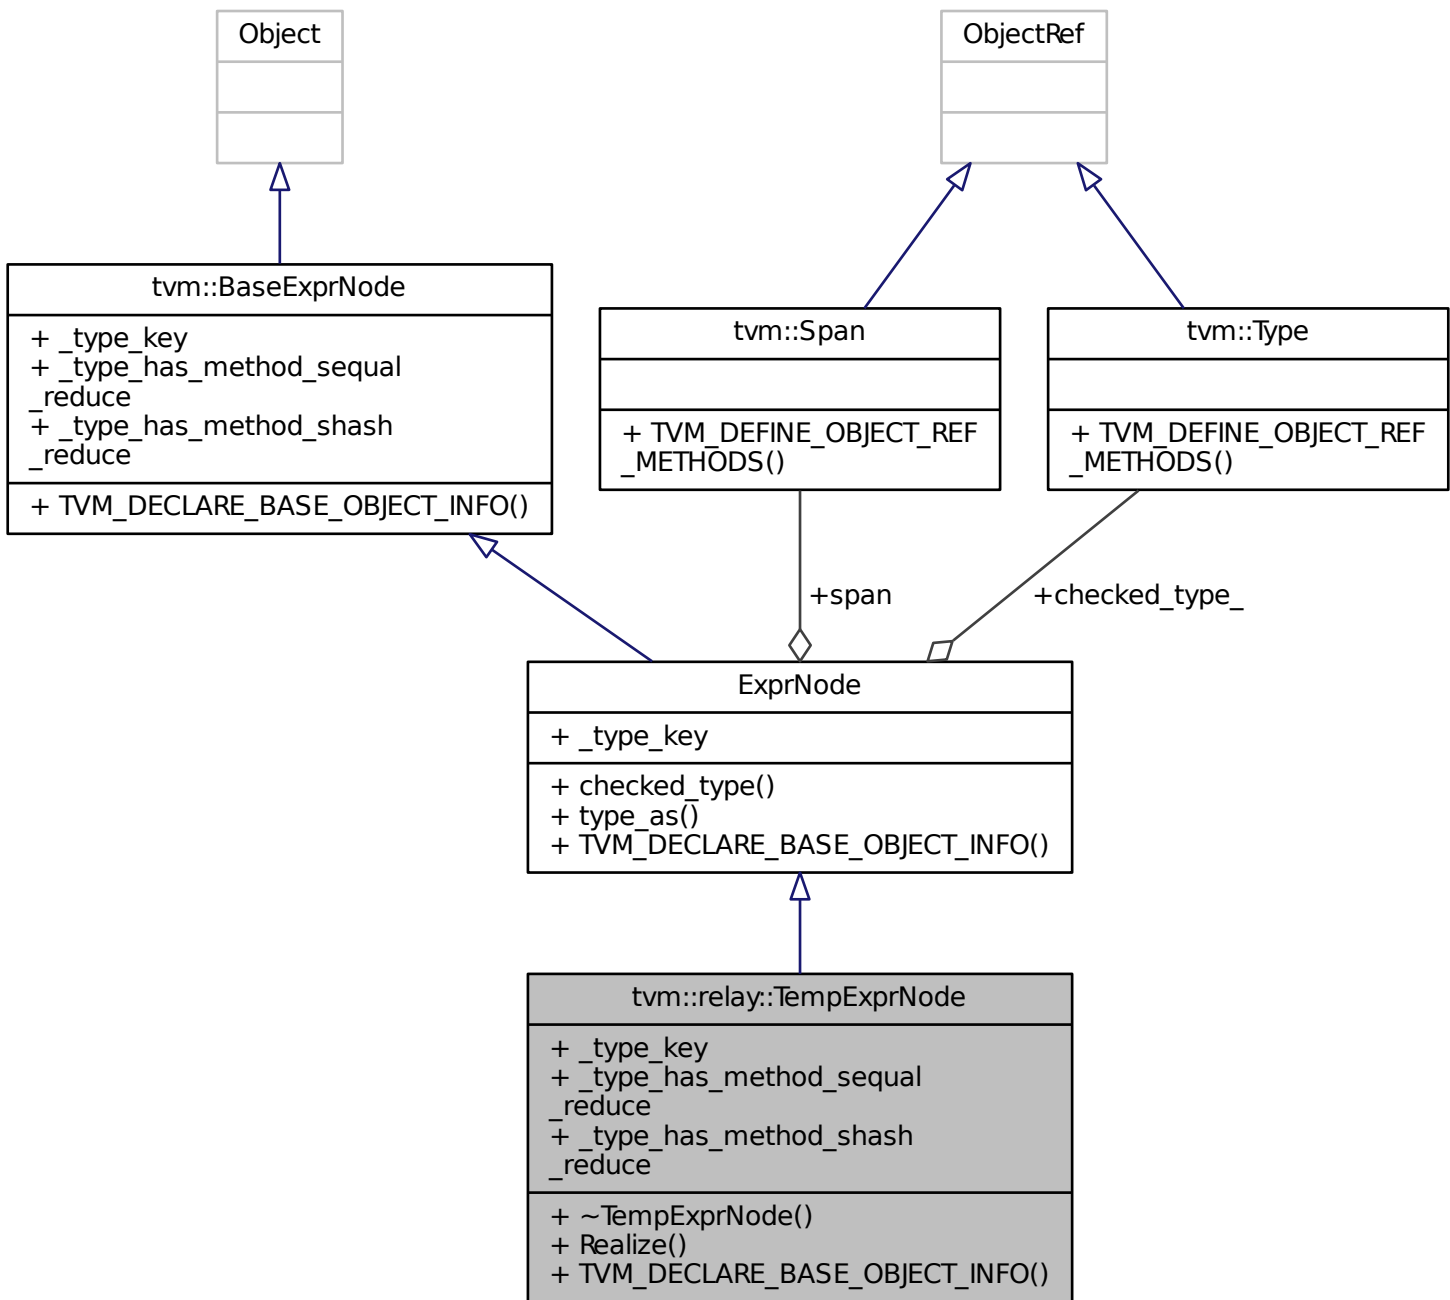 Object
ObjectRef
tvm::BaseExprNode
+ _type_key
+ _type_has_method_sequal
_reduce
+ _type_has_method_shash
_reduce
+ TVM_DECLARE_BASE_OBJECT_INFO()
tvm::Span
+ TVM_DEFINE_OBJECT_REF
_METHODS()
tvm::Type
+ TVM_DEFINE_OBJECT_REF
_METHODS()
+span
+checked_type_
ExprNode
+ _type_key
+ checked_type()
+ type_as()
+ TVM_DECLARE_BASE_OBJECT_INFO()
tvm::relay::TempExprNode
+ _type_key
+ _type_has_method_sequal
_reduce
+ _type_has_method_shash
_reduce
+ ~TempExprNode()
+ Realize()
+ TVM_DECLARE_BASE_OBJECT_INFO()